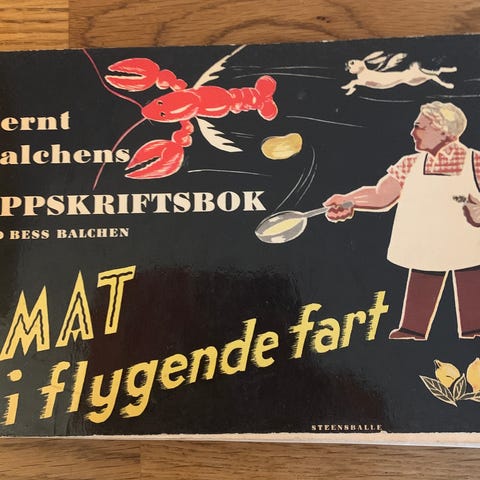 ernt
alchens
PPSKRIFTSBOK
BESS BALCHEN
MAT
i flygende fart
STEENSBALLE